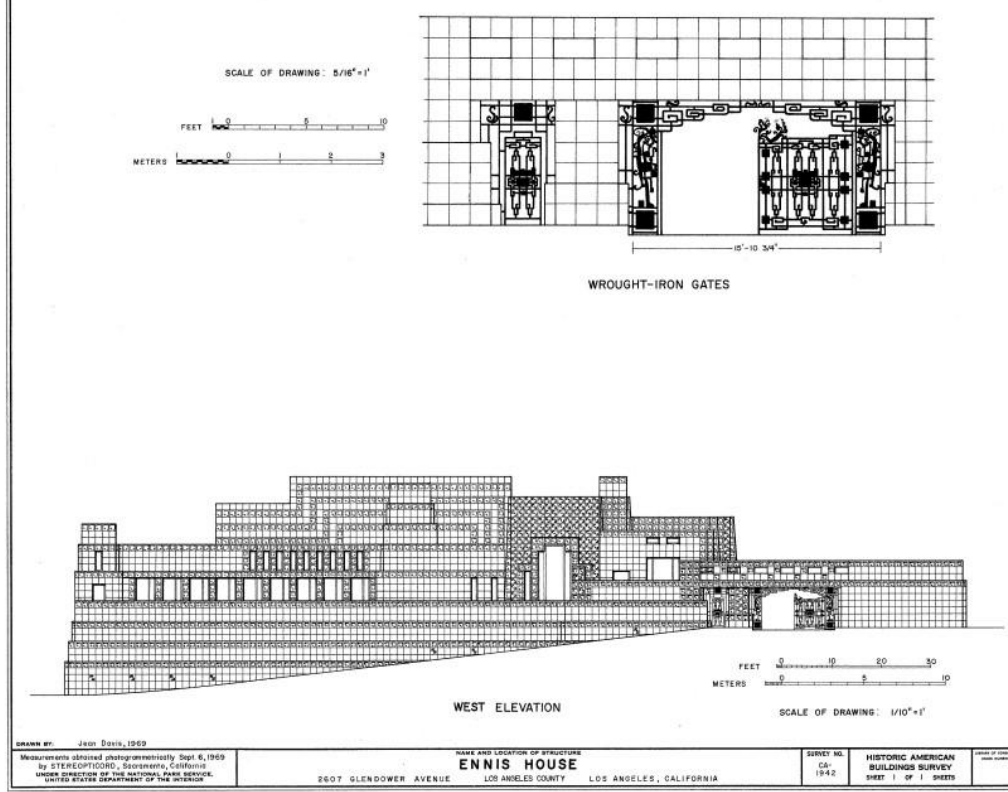 SCALE OF DRAWING: 5/16"=1'
FEET 1 0 5 10
METERS 1 0 1 2 3
15'-10 3/4"
WROUGHT-IRON GATES
FEET 0 10 20 30
METERS 0 5 10
WEST ELEVATION
SCALE OF DRAWING: 1/10"=1'
DRAWN BY: Jean Davis, 1969
Measurements obtained photogrammetrically Sept. 6, 1969
by STEREOPTICORD, Sacramento, California
UNDER DIRECTION OF THE NATIONAL PARK SERVICE,
UNITED STATES DEPARTMENT OF THE INTERIOR
NAME AND LOCATION OF STRUCTURE
ENNIS HOUSE
2607 GLENDOWER AVENUE LOS ANGELES COUNTY LOS ANGELES, CALIFORNIA
SURVEY NO.
CA-
1942
HISTORIC AMERICAN
BUILDINGS SURVEY
SHEET 1 OF 1 SHEETS